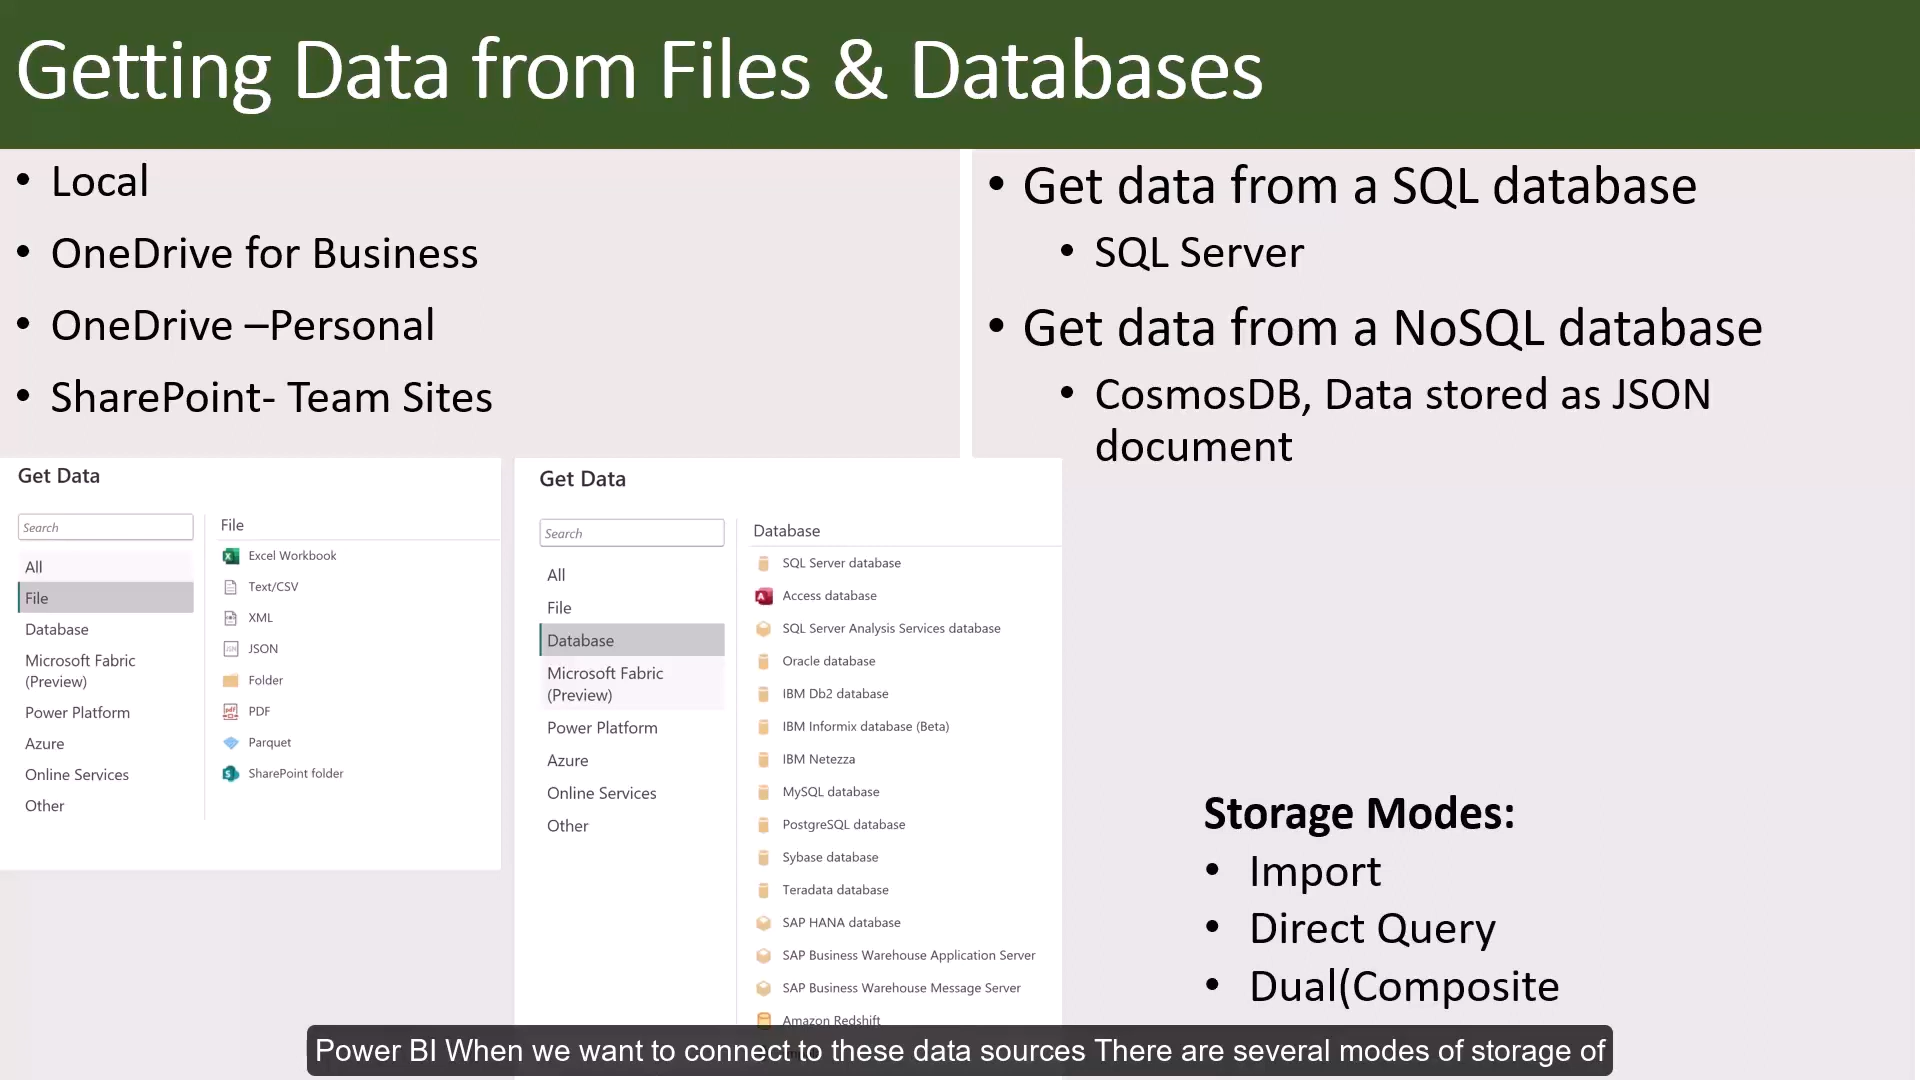 Getting Data from Files & Databases
• Local
• OneDrive for Business
• OneDrive –Personal
• SharePoint- Team Sites
• Get data from a SQL database
• SQL Server
• Get data from a NoSQL database
• CosmosDB, Data stored as JSON
document
Get Data
Search
All
File
Database
Microsoft Fabric
(Preview)
Power Platform
Azure
Online Services
Other
File
Excel Workbook
Text/CSV
XML
JSON
Folder
PDF
Parquet
SharePoint folder
Get Data
Search
All
File
Database
Microsoft Fabric
(Preview)
Power Platform
Azure
Online Services
Other
Database
SQL Server database
Access database
SQL Server Analysis Services database
Oracle database
IBM Db2 database
IBM Informix database (Beta)
IBM Netezza
MySQL database
PostgreSQL database
Sybase database
Teradata database
SAP HANA database
SAP Business Warehouse Application Server
SAP Business Warehouse Message Server
Amazon Redshift
Storage Modes:
• Import
• Direct Query
• Dual(Composite
Power BI When we want to connect to these data sources There are several modes of storage of